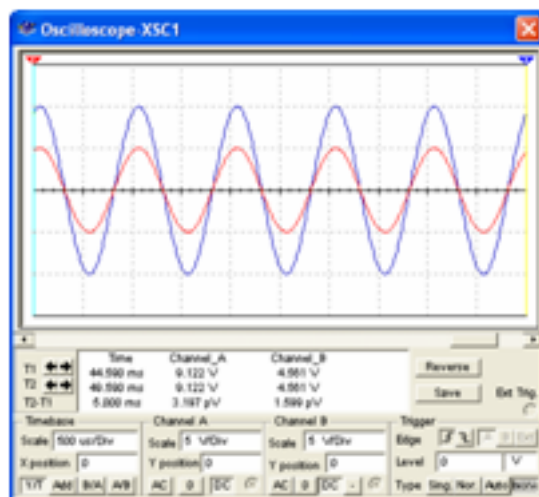 Oscilloscope-XSC1
Time Channel_A Channel_B
T1 44.590 ms 9.122 V 4.561 V
T2 49.590 ms 9.122 V 4.561 V
T2-T1 5.000 ms 3.197 pV 1.599 pV
Reverse
Save
Ext Trig.
Timebase Channel A Channel B Trigger
Scale 500 us/Div Scale 5 V/Div Scale 5 V/Div Edge A B Ext
X position 0 Y position 0 Y position 0 Level 0 V
Y/T Add B/A A/B AC 0 DC AC 0 DC - Type Sing. Nor. Auto None